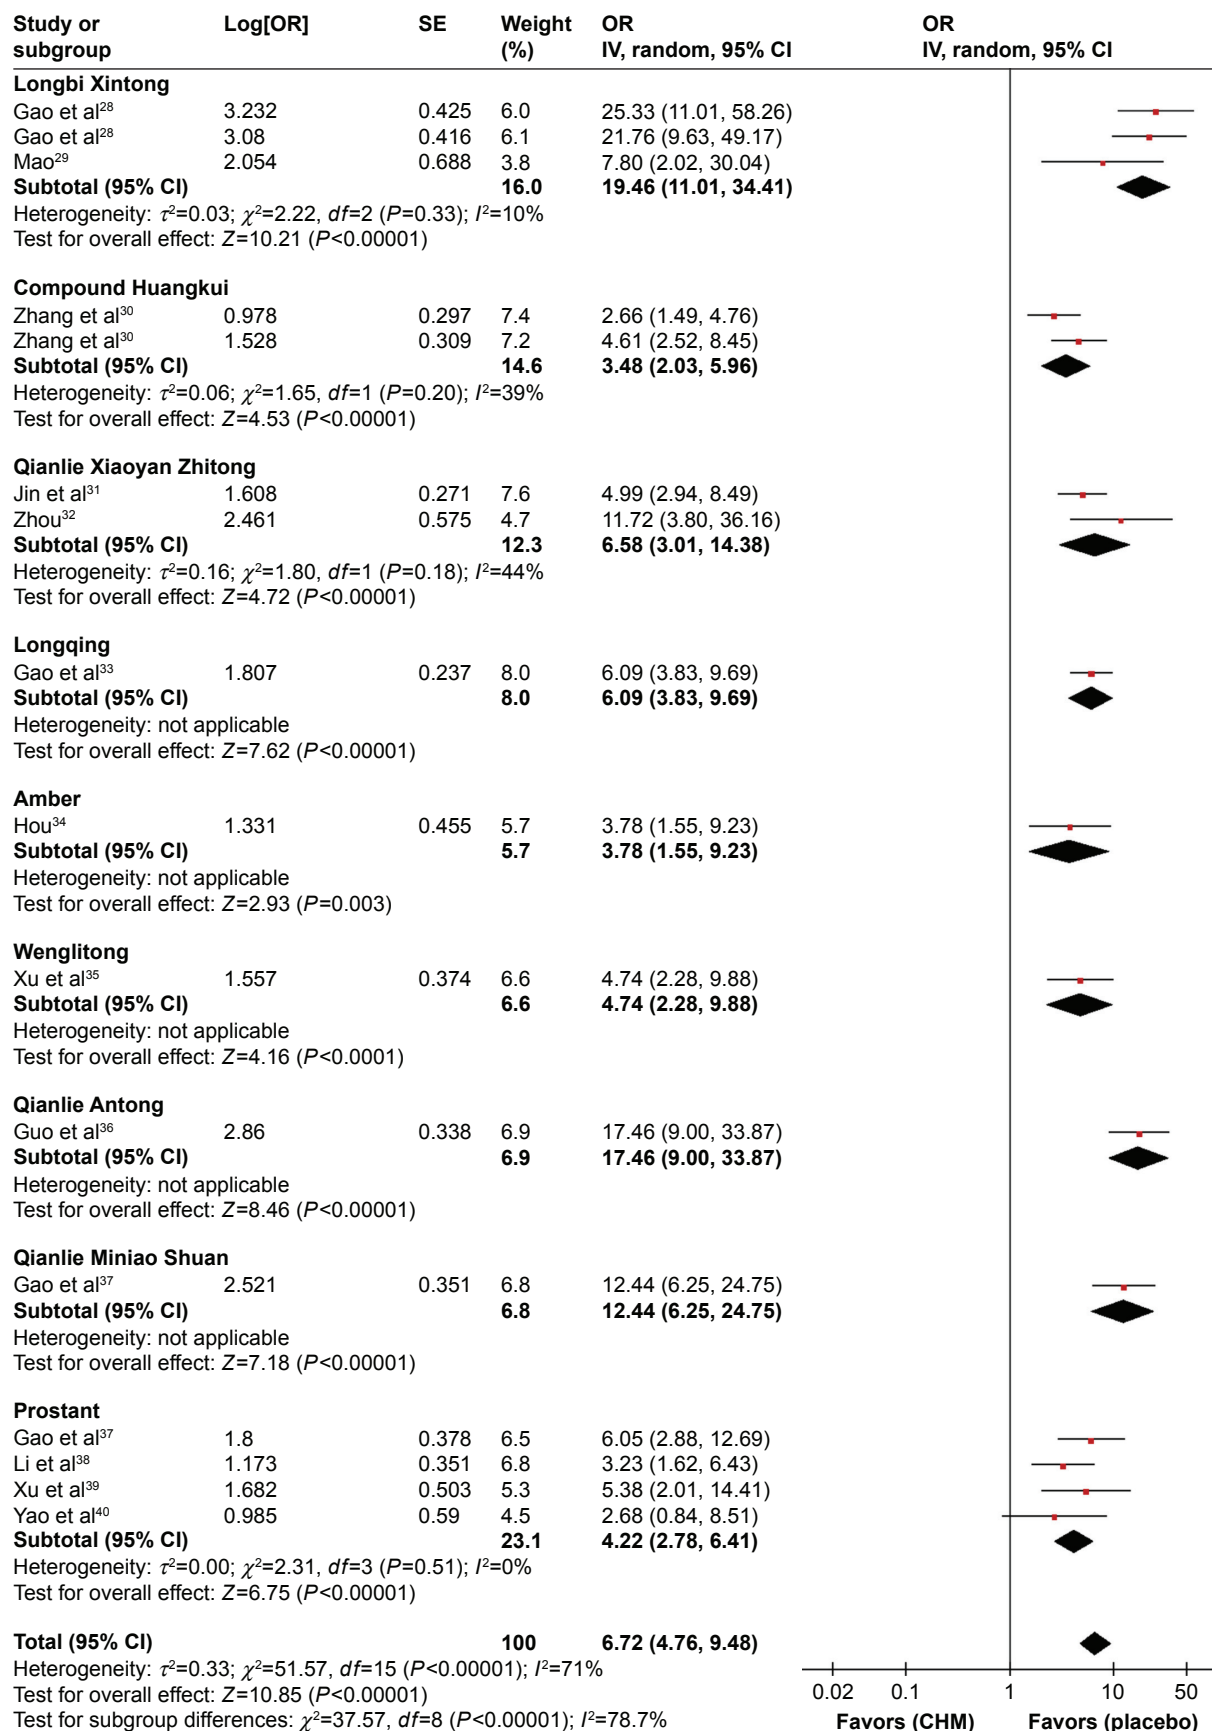 Study or subgroup Log[OR] SE Weight (%) OR IV, random, 95% CI OR IV, random, 95% CI
Longbi Xintong
Gao et al28 3.232 0.425 6.0 25.33 (11.01, 58.26)
Gao et al28 3.08 0.416 6.1 21.76 (9.63, 49.17)
Mao29 2.054 0.688 3.8 7.80 (2.02, 30.04)
Subtotal (95% CI) 16.0 19.46 (11.01, 34.41)
Heterogeneity: τ²=0.03; χ²=2.22, df=2 (P=0.33); I²=10%
Test for overall effect: Z=10.21 (P<0.00001)
Compound Huangkui
Zhang et al30 0.978 0.297 7.4 2.66 (1.49, 4.76)
Zhang et al30 1.528 0.309 7.2 4.61 (2.52, 8.45)
Subtotal (95% CI) 14.6 3.48 (2.03, 5.96)
Heterogeneity: τ²=0.06; χ²=1.65, df=1 (P=0.20); I²=39%
Test for overall effect: Z=4.53 (P<0.00001)
Qianlie Xiaoyan Zhitong
Jin et al31 1.608 0.271 7.6 4.99 (2.94, 8.49)
Zhou32 2.461 0.575 4.7 11.72 (3.80, 36.16)
Subtotal (95% CI) 12.3 6.58 (3.01, 14.38)
Heterogeneity: τ²=0.16; χ²=1.80, df=1 (P=0.18); I²=44%
Test for overall effect: Z=4.72 (P<0.00001)
Longqing
Gao et al33 1.807 0.237 8.0 6.09 (3.83, 9.69)
Subtotal (95% CI) 8.0 6.09 (3.83, 9.69)
Heterogeneity: not applicable
Test for overall effect: Z=7.62 (P<0.00001)
Amber
Hou34 1.331 0.455 5.7 3.78 (1.55, 9.23)
Subtotal (95% CI) 5.7 3.78 (1.55, 9.23)
Heterogeneity: not applicable
Test for overall effect: Z=2.93 (P=0.003)
Wenglitong
Xu et al35 1.557 0.374 6.6 4.74 (2.28, 9.88)
Subtotal (95% CI) 6.6 4.74 (2.28, 9.88)
Heterogeneity: not applicable
Test for overall effect: Z=4.16 (P<0.0001)
Qianlie Antong
Guo et al36 2.86 0.338 6.9 17.46 (9.00, 33.87)
Subtotal (95% CI) 6.9 17.46 (9.00, 33.87)
Heterogeneity: not applicable
Test for overall effect: Z=8.46 (P<0.00001)
Qianlie Miniao Shuan
Gao et al37 2.521 0.351 6.8 12.44 (6.25, 24.75)
Subtotal (95% CI) 6.8 12.44 (6.25, 24.75)
Heterogeneity: not applicable
Test for overall effect: Z=7.18 (P<0.00001)
Prostant
Gao et al37 1.8 0.378 6.5 6.05 (2.88, 12.69)
Li et al38 1.173 0.351 6.8 3.23 (1.62, 6.43)
Xu et al39 1.682 0.503 5.3 5.38 (2.01, 14.41)
Yao et al40 0.985 0.59 4.5 2.68 (0.84, 8.51)
Subtotal (95% CI) 23.1 4.22 (2.78, 6.41)
Heterogeneity: τ²=0.00; χ²=2.31, df=3 (P=0.51); I²=0%
Test for overall effect: Z=6.75 (P<0.00001)
Total (95% CI) 100 6.72 (4.76, 9.48)
Heterogeneity: τ²=0.33; χ²=51.57, df=15 (P<0.00001); I²=71%
Test for overall effect: Z=10.85 (P<0.00001)
Test for subgroup differences: χ²=37.57, df=8 (P<0.00001); I²=78.7%
0.02 0.1 1 10 50
Favors (CHM) Favors (placebo)